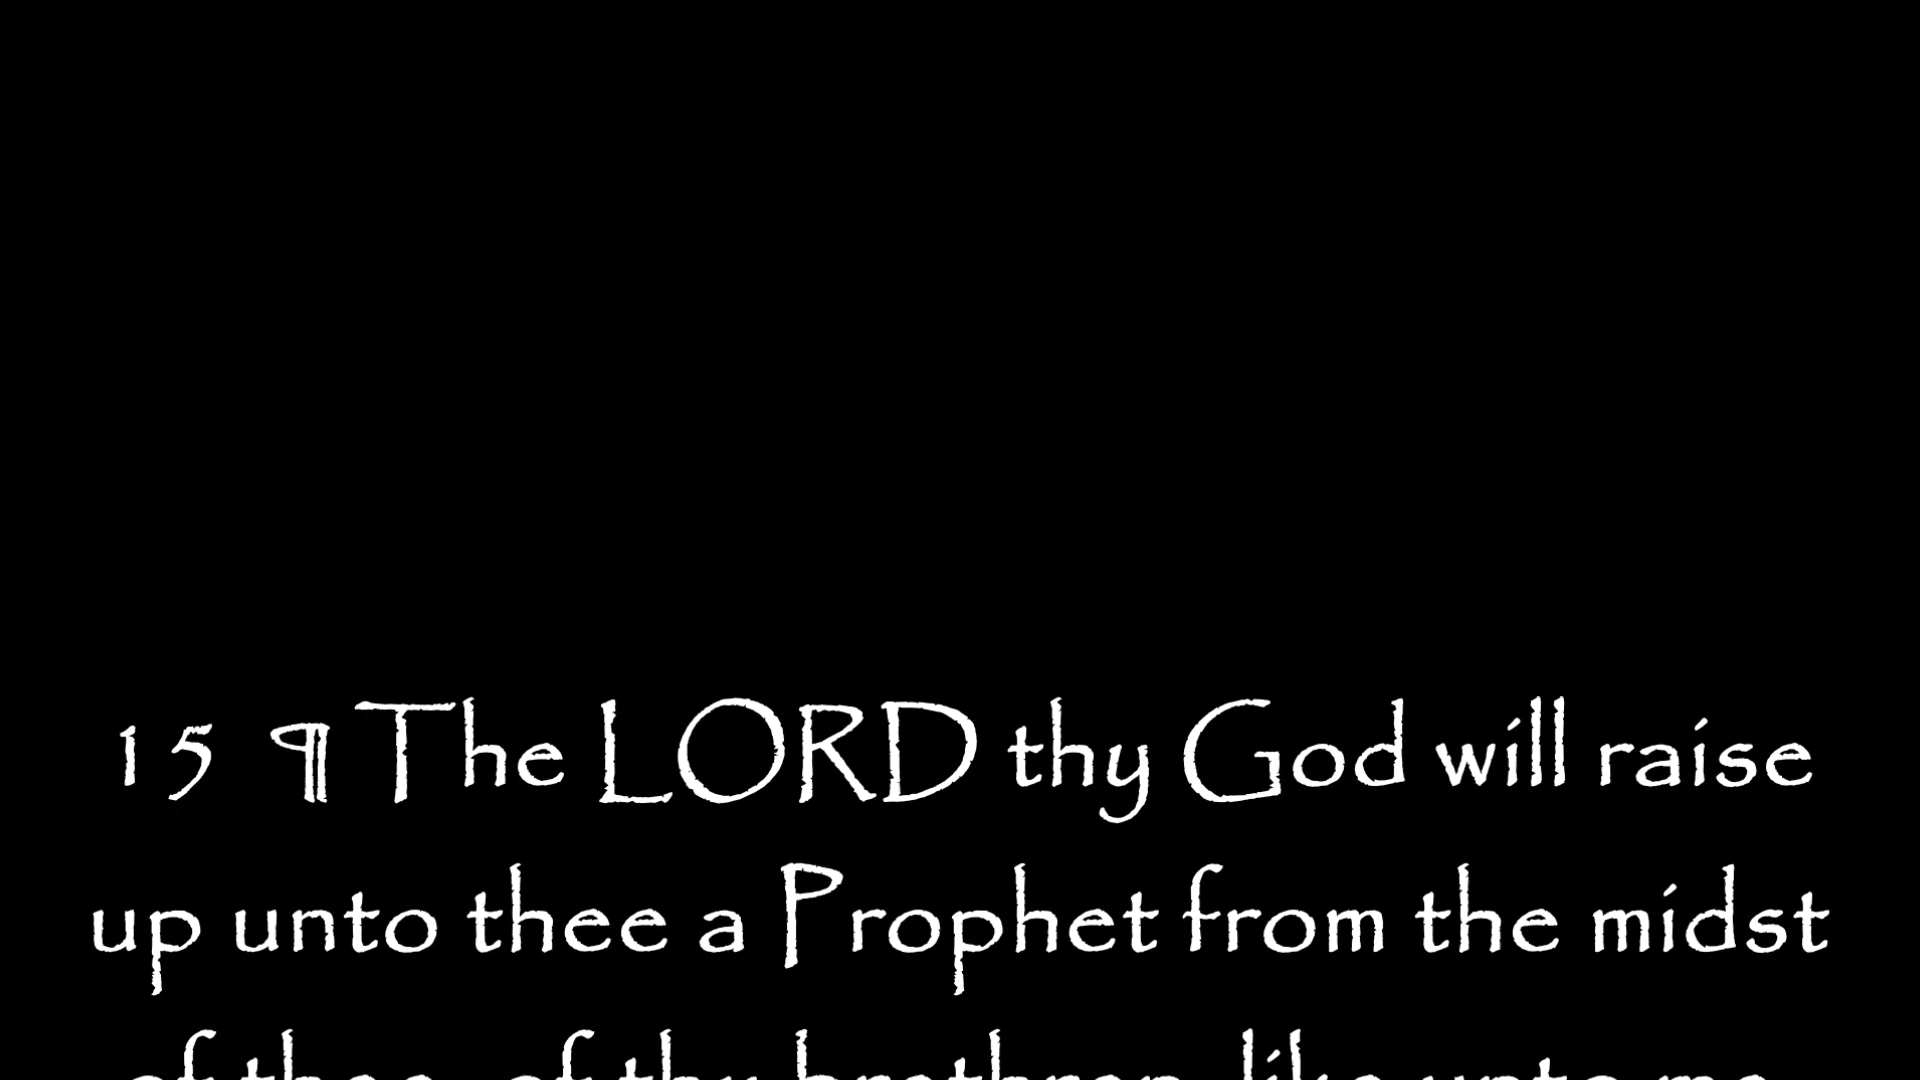 15 ¶ The LORD thy God will raise
up unto thee a Prophet from the midst
of thee, of thy brethren, like unto me